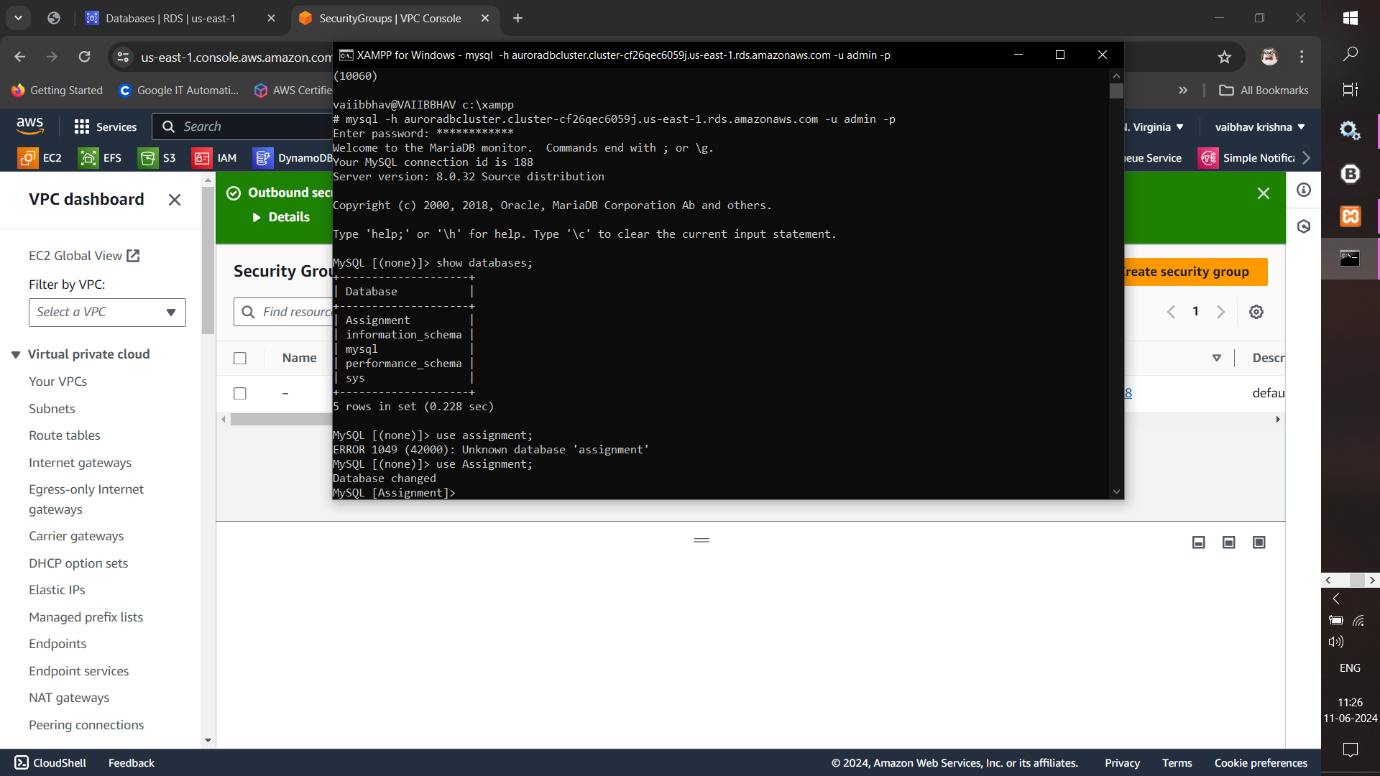 Databases | RDS | us-east-1
SecurityGroups | VPC Console
us-east-1.console.aws.amazon.com
Getting Started
Google IT Automati...
AWS Certifie
All Bookmarks
aws
Services
Search
N. Virginia
vaibhav krishna
EC2
EFS
S3
IAM
DynamoDB
eue Service
Simple Notific
XAMPP for Windows - mysql -h auroradbcluster.cluster-cf26qec6059j.us-east-1.rds.amazonaws.com -u admin -p
(10060)
vaiibbhav@VAIIBBHAV c:\xampp
# mysql -h auroradbcluster.cluster-cf26qec6059j.us-east-1.rds.amazonaws.com -u admin -p
Enter password: ************
Welcome to the MariaDB monitor.  Commands end with ; or \g.
Your MySQL connection id is 188
Server version: 8.0.32 Source distribution
Copyright (c) 2000, 2018, Oracle, MariaDB Corporation Ab and others.
Type 'help;' or '\h' for help. Type '\c' to clear the current input statement.
MySQL [(none)]> show databases;
+--------------------+
| Database           |
+--------------------+
| Assignment         |
| information_schema |
| mysql              |
| performance_schema |
| sys                |
+--------------------+
5 rows in set (0.228 sec)
MySQL [(none)]> use assignment;
ERROR 1049 (42000): Unknown database 'assignment'
MySQL [(none)]> use Assignment;
Database changed
MySQL [Assignment]>
VPC dashboard
EC2 Global View
Filter by VPC:
Select a VPC
Virtual private cloud
Your VPCs
Subnets
Route tables
Internet gateways
Egress-only Internet
gateways
Carrier gateways
DHCP option sets
Elastic IPs
Managed prefix lists
Endpoints
Endpoint services
NAT gateways
Peering connections
Outbound sec
Details
Security Grou
Create security group
Find resourc
1
Name
Descr
–
8
defau
CloudShell
Feedback
© 2024, Amazon Web Services, Inc. or its affiliates.
Privacy
Terms
Cookie preferences
ENG
11:26
11-06-2024